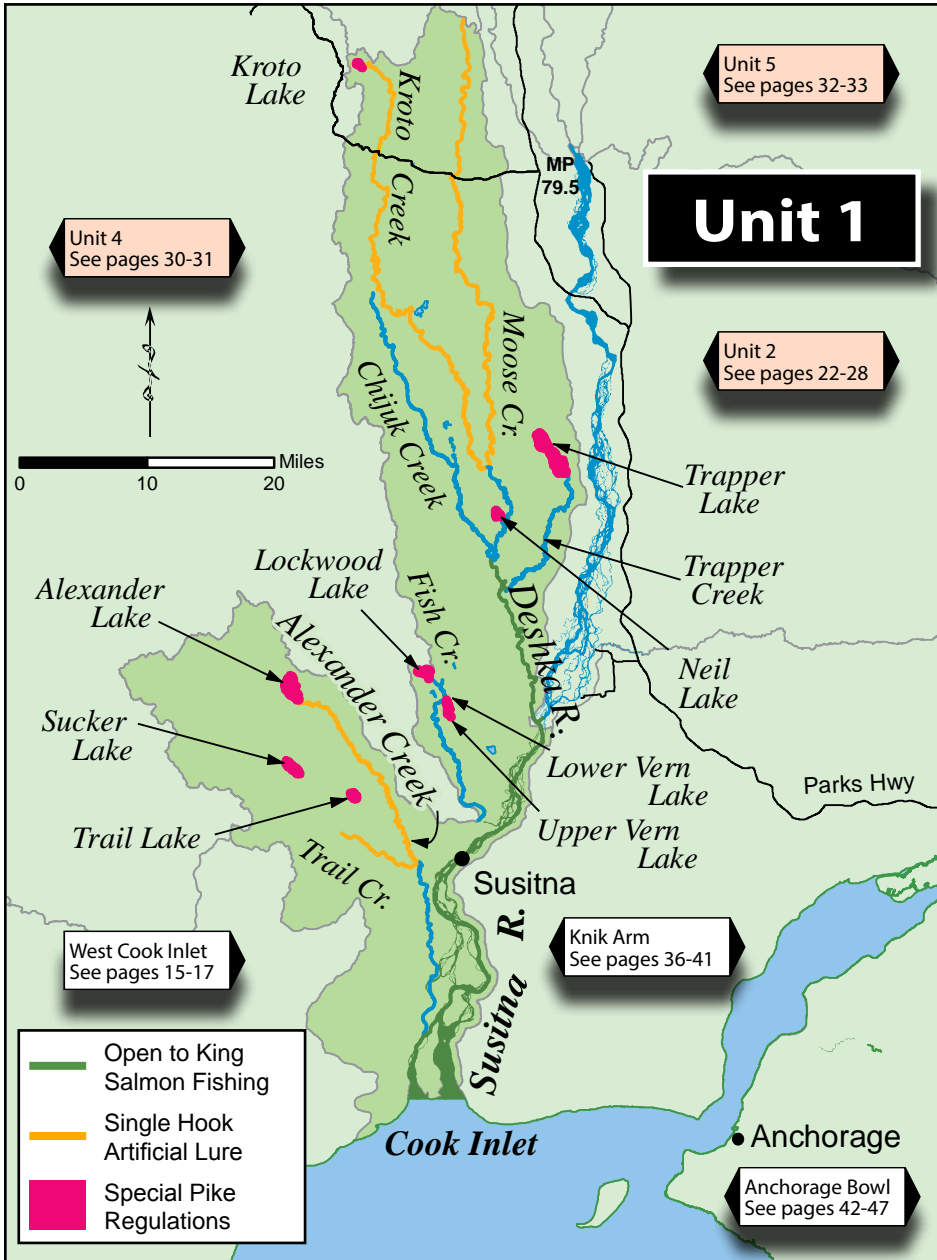 Kroto
Lake
Kroto
Creek
Unit 5
See pages 32-33
MP
79.5
Unit 1
Unit 4
See pages 30-31
Unit 2
See pages 22-28
Moose Cr.
Chijuk Creek
Miles
0 10 20
Trapper
Lake
Trapper
Creek
Lockwood
Lake
Alexander
Lake
Fish Cr.
Deshka R.
Alexander Creek
Neil
Lake
Sucker
Lake
Lower Vern
Lake
Parks Hwy
Trail Lake
Upper Vern
Lake
Trail Cr.
Susitna
Susitna R.
West Cook Inlet
See pages 15-17
Knik Arm
See pages 36-41
Open to King
Salmon Fishing
Single Hook
Artificial Lure
Special Pike
Regulations
Cook Inlet
Anchorage
Anchorage Bowl
See pages 42-47